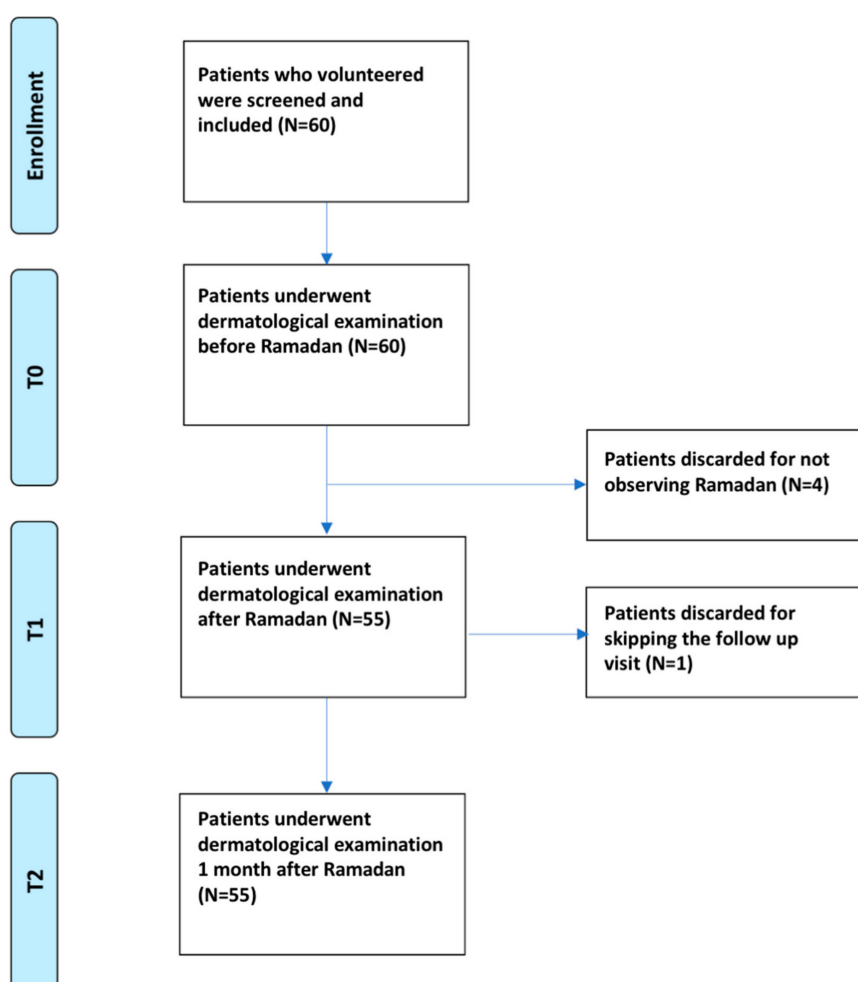 Enrollment
Patients who volunteered
were screened and
included (N=60)
T0
Patients underwent
dermatological examination
before Ramadan (N=60)
Patients discarded for not
observing Ramadan (N=4)
T1
Patients underwent
dermatological examination
after Ramadan (N=55)
Patients discarded for
skipping the follow up
visit (N=1)
T2
Patients underwent
dermatological examination
1 month after Ramadan
(N=55)